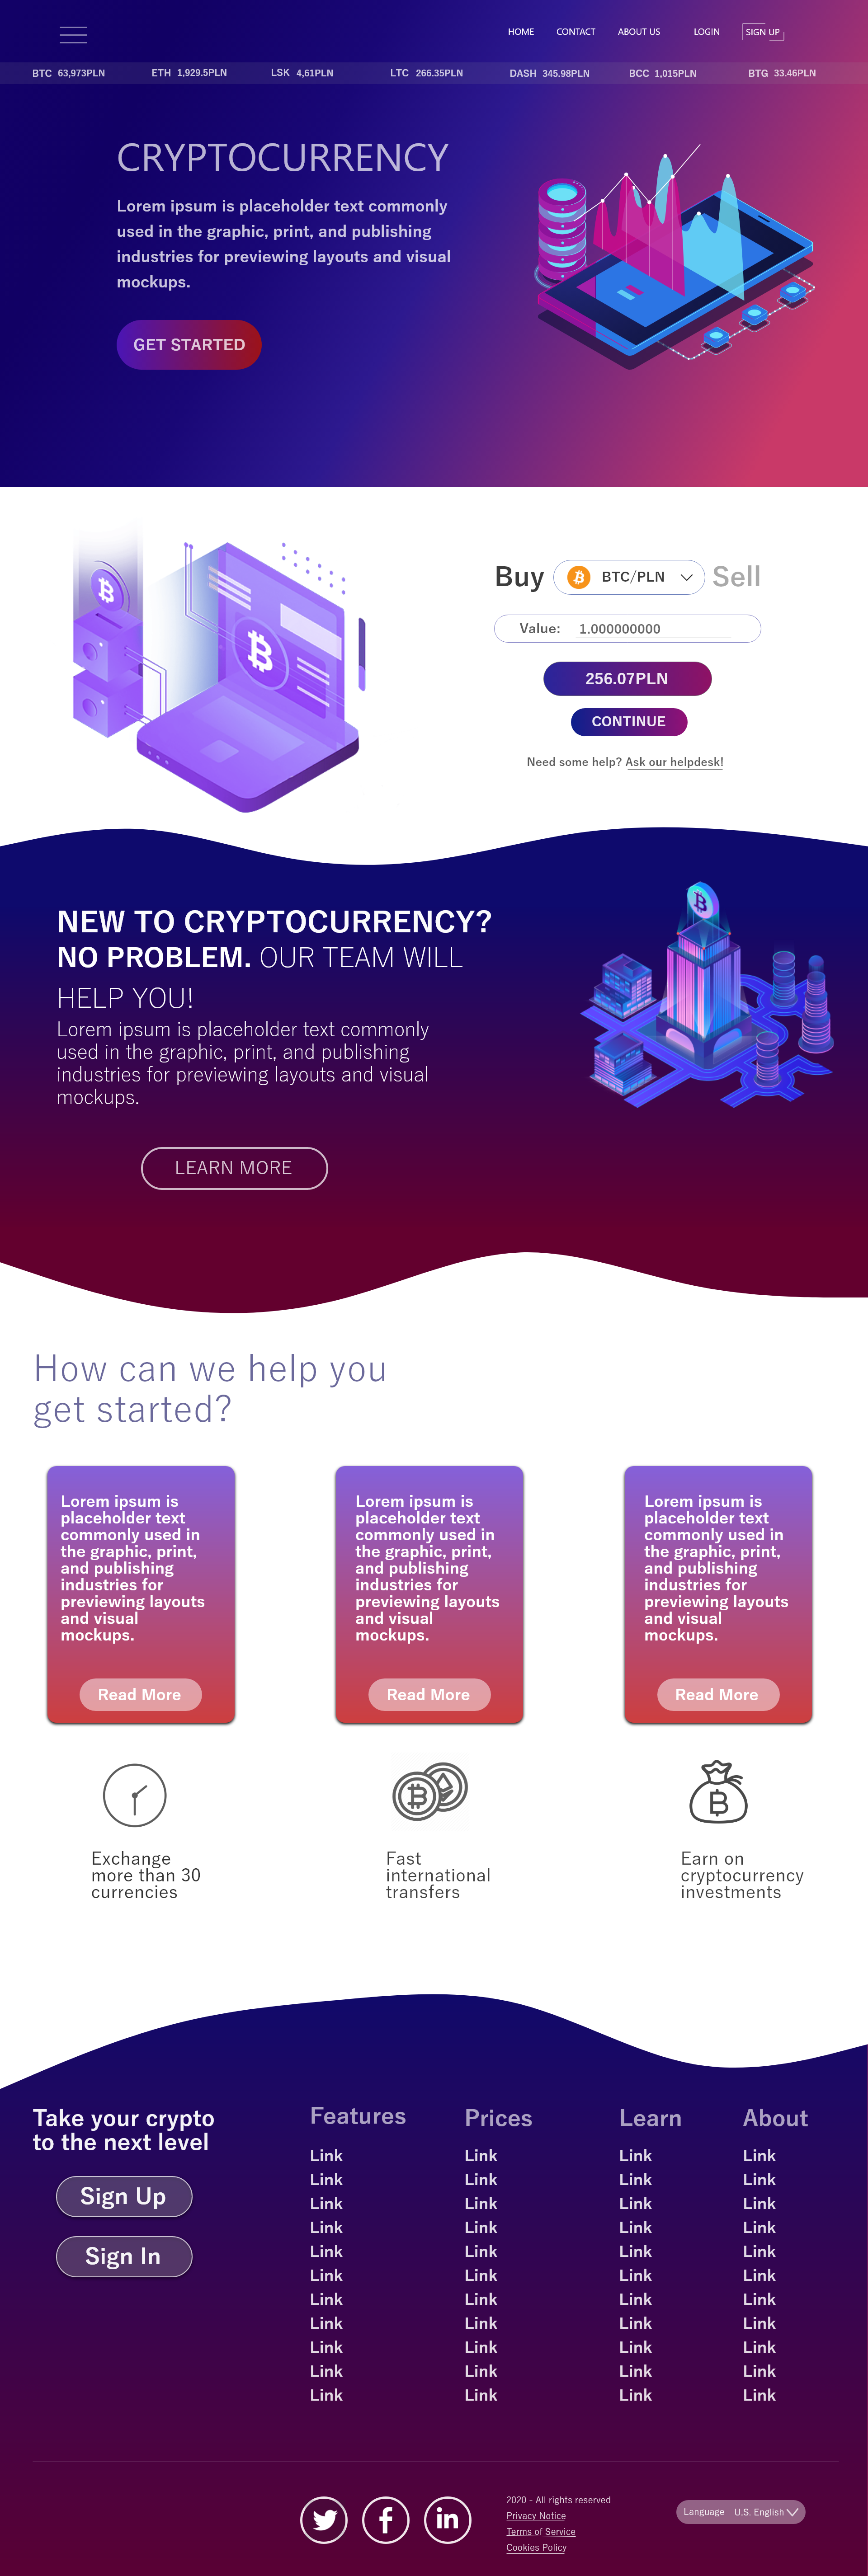 HOME CONTACT ABOUT US LOGIN SIGN UP
BTC 63,973PLN ETH 1,929.5PLN LSK 4,61PLN LTC 266.35PLN DASH 345.98PLN BCC 1,015PLN BTG 33.46PLN
CRYPTOCURRENCY
Lorem ipsum is placeholder text commonly
used in the graphic, print, and publishing
industries for previewing layouts and visual
mockups.
GET STARTED
Buy BTC/PLN Sell
Value: 1.000000000
256.07PLN
CONTINUE
Need some help? Ask our helpdesk!
NEW TO CRYPTOCURRENCY?
NO PROBLEM. OUR TEAM WILL
HELP YOU!
Lorem ipsum is placeholder text commonly
used in the graphic, print, and publishing
industries for previewing layouts and visual
mockups.
LEARN MORE
How can we help you
get started?
Lorem ipsum is
placeholder text
commonly used in
the graphic, print,
and publishing
industries for
previewing layouts
and visual
mockups.
Read More
Lorem ipsum is
placeholder text
commonly used in
the graphic, print,
and publishing
industries for
previewing layouts
and visual
mockups.
Read More
Lorem ipsum is
placeholder text
commonly used in
the graphic, print,
and publishing
industries for
previewing layouts
and visual
mockups.
Read More
Exchange
more than 30
currencies
Fast
international
transfers
Earn on
cryptocurrency
investments
Take your crypto
to the next level
Sign Up
Sign In
Features
Link
Link
Link
Link
Link
Link
Link
Link
Link
Link
Link
Prices
Link
Link
Link
Link
Link
Link
Link
Link
Link
Link
Link
Learn
Link
Link
Link
Link
Link
Link
Link
Link
Link
Link
Link
About
Link
Link
Link
Link
Link
Link
Link
Link
Link
Link
Link
2020 - All rights reserved
Privacy Notice
Terms of Service
Cookies Policy
Language U.S. English